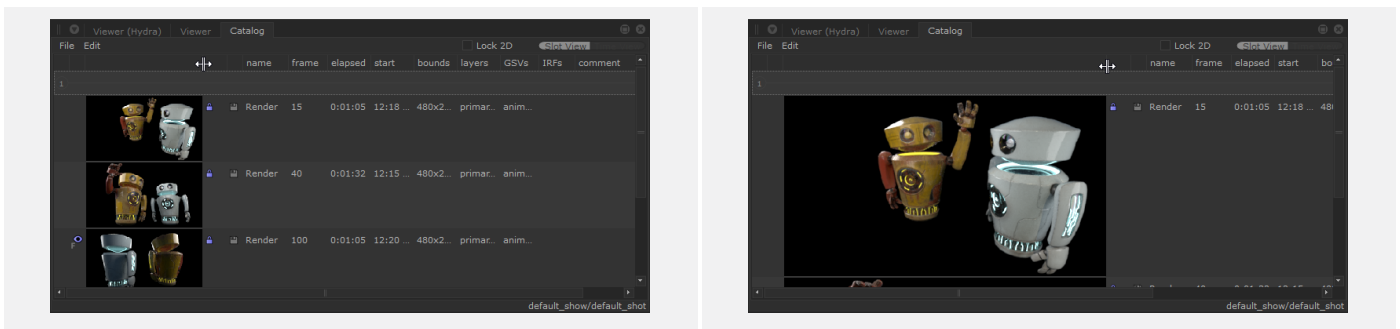 Viewer (Hydra) Viewer Catalog
File Edit Lock 2D Slot View
name frame elapsed start bounds layers GSVs IRFs comment
1
Render 15 0:01:05 12:18 ... 480x2... primar... anim...
Render 40 0:01:32 12:15 ... 480x2... primar... anim...
F Render 100 0:01:05 12:20 ... 480x2... primar... anim...
default_show/default_shot
Viewer (Hydra) Viewer Catalog
File Edit Lock 2D Slot View
name frame elapsed start bo
1
Render 15 0:01:05 12:18 ... 480
default_show/default_shot